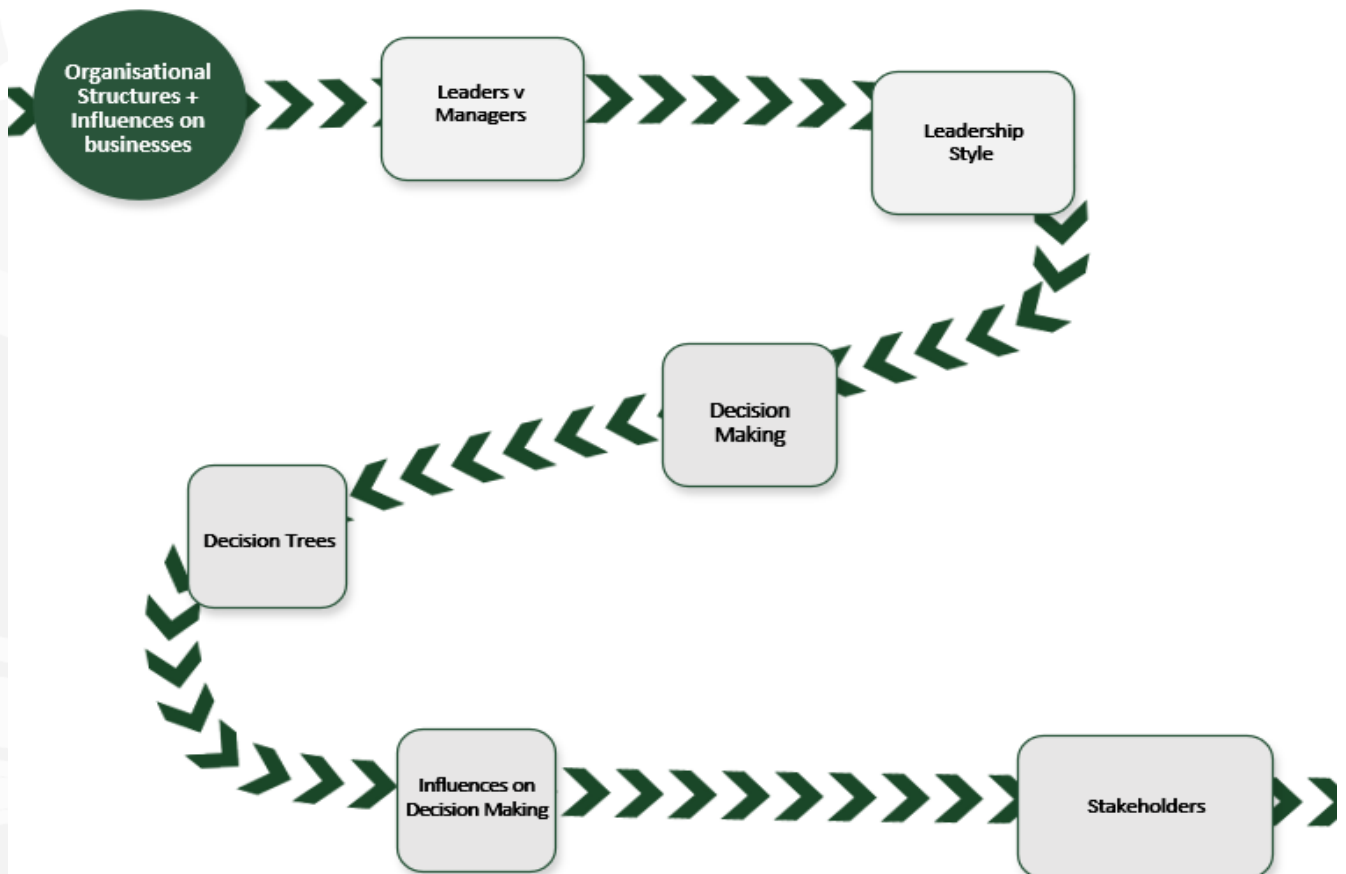 Organisational
Structures +
Influences on
businesses
Leaders v
Managers
Leadership
Style
Decision
Making
Decision Trees
Influences on
Decision Making
Stakeholders